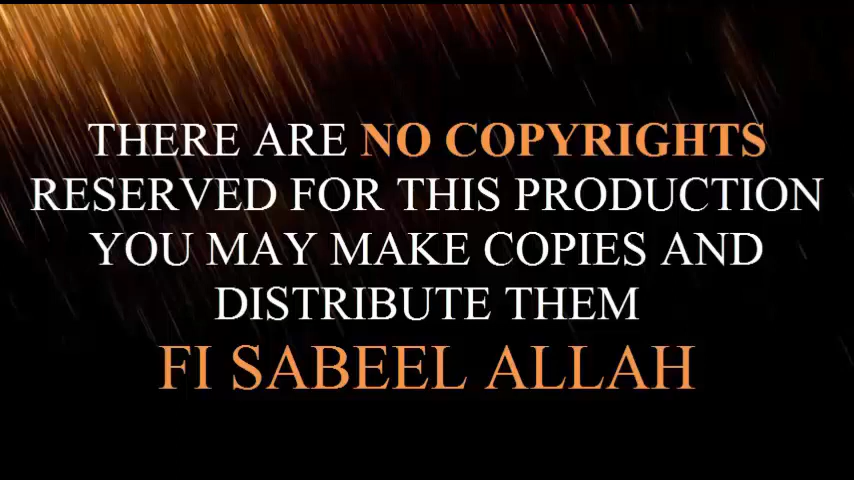 THERE ARE NO COPYRIGHTS
RESERVED FOR THIS PRODUCTION
YOU MAY MAKE COPIES AND
DISTRIBUTE THEM
FI SABEEL ALLAH